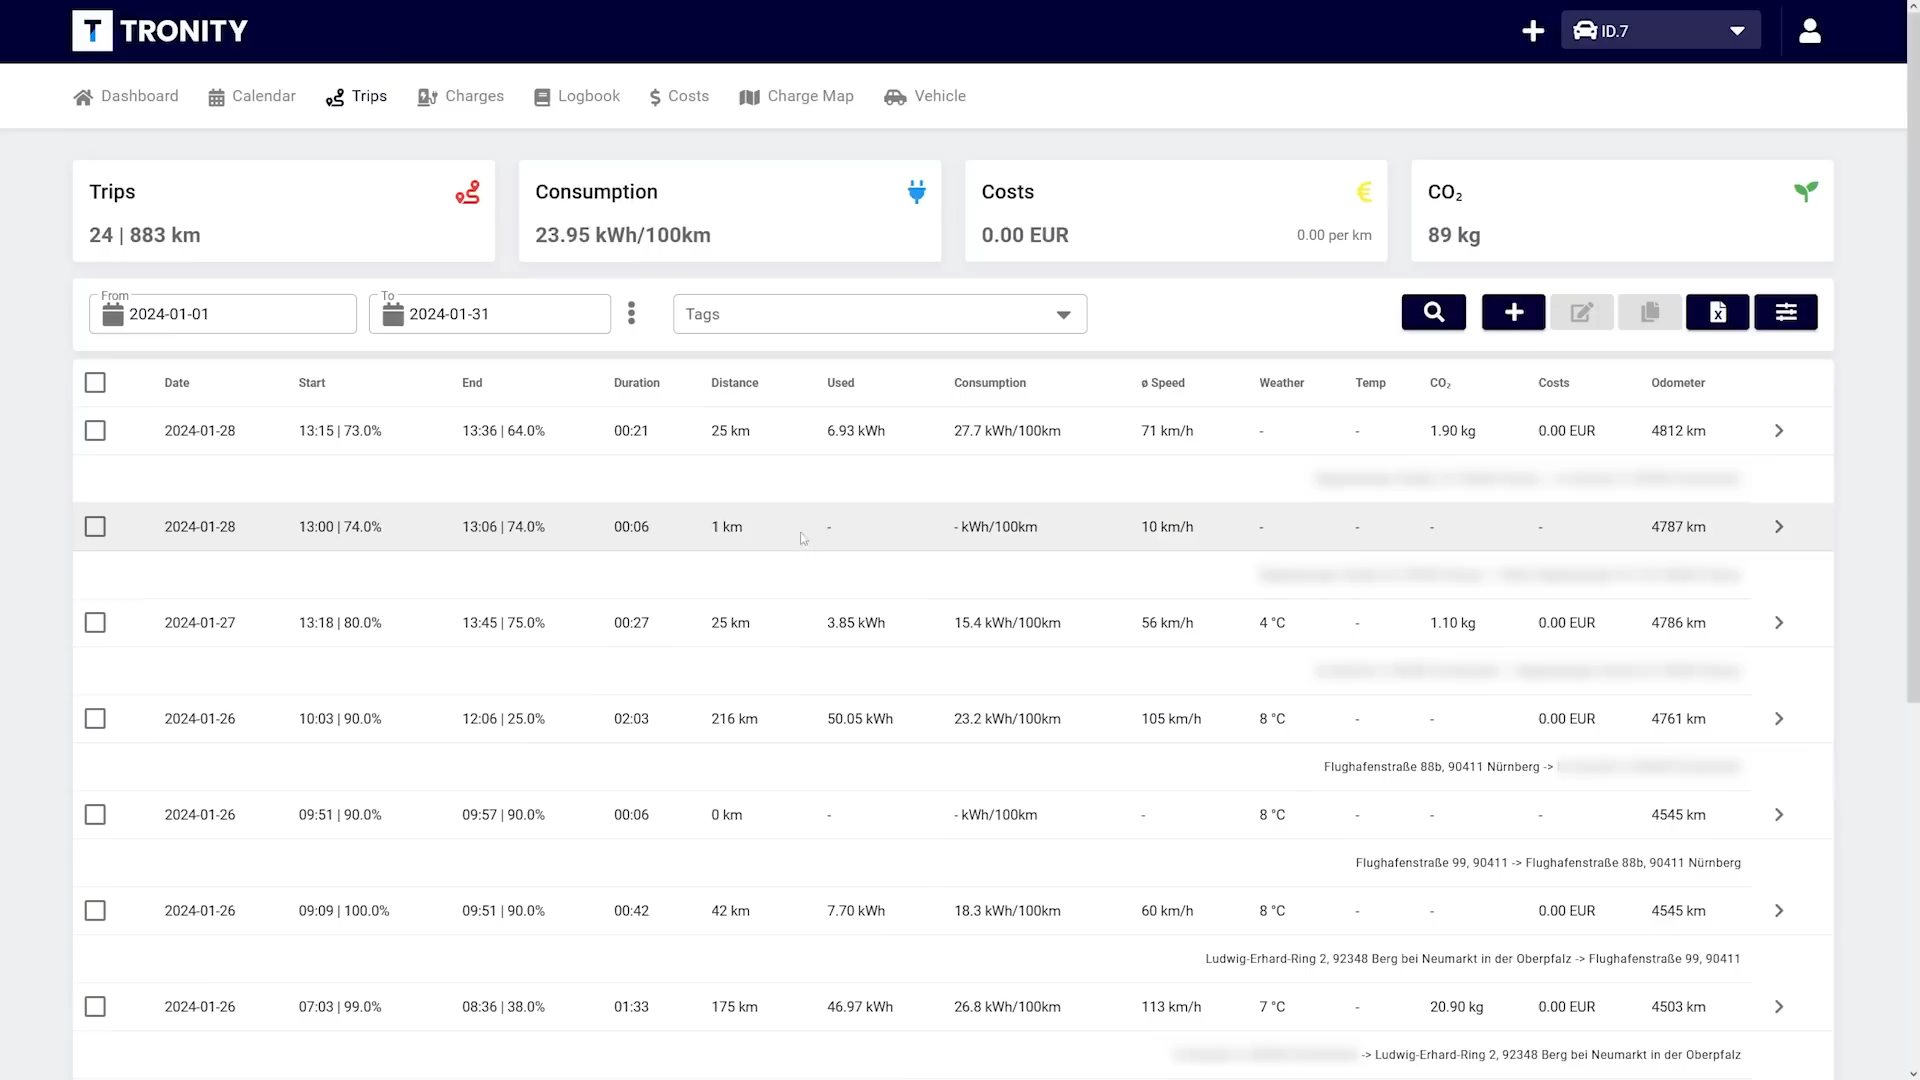 T TRONITY
ID.7
Dashboard Calendar Trips Charges Logbook Costs Charge Map Vehicle
Trips
24 | 883 km
Consumption
23.95 kWh/100km
Costs
0.00 EUR 0.00 per km
CO₂
89 kg
From 2024-01-01
To 2024-01-31
Tags
Date Start End Duration Distance Used Consumption ø Speed Weather Temp CO₂ Costs Odometer
2024-01-28 13:15 | 73.0% 13:36 | 64.0% 00:21 25 km 6.93 kWh 27.7 kWh/100km 71 km/h - - 1.90 kg 0.00 EUR 4812 km
2024-01-28 13:00 | 74.0% 13:06 | 74.0% 00:06 1 km - - kWh/100km 10 km/h - - - - 4787 km
2024-01-27 13:18 | 80.0% 13:45 | 75.0% 00:27 25 km 3.85 kWh 15.4 kWh/100km 56 km/h 4 °C - 1.10 kg 0.00 EUR 4786 km
2024-01-26 10:03 | 90.0% 12:06 | 25.0% 02:03 216 km 50.05 kWh 23.2 kWh/100km 105 km/h 8 °C - - 0.00 EUR 4761 km
Flughafenstraße 88b, 90411 Nürnberg ->
2024-01-26 09:51 | 90.0% 09:57 | 90.0% 00:06 0 km - - kWh/100km - 8 °C - - - 4545 km
Flughafenstraße 99, 90411 -> Flughafenstraße 88b, 90411 Nürnberg
2024-01-26 09:09 | 100.0% 09:51 | 90.0% 00:42 42 km 7.70 kWh 18.3 kWh/100km 60 km/h 8 °C - - 0.00 EUR 4545 km
Ludwig-Erhard-Ring 2, 92348 Berg bei Neumarkt in der Oberpfalz -> Flughafenstraße 99, 90411
2024-01-26 07:03 | 99.0% 08:36 | 38.0% 01:33 175 km 46.97 kWh 26.8 kWh/100km 113 km/h 7 °C - 20.90 kg 0.00 EUR 4503 km
-> Ludwig-Erhard-Ring 2, 92348 Berg bei Neumarkt in der Oberpfalz